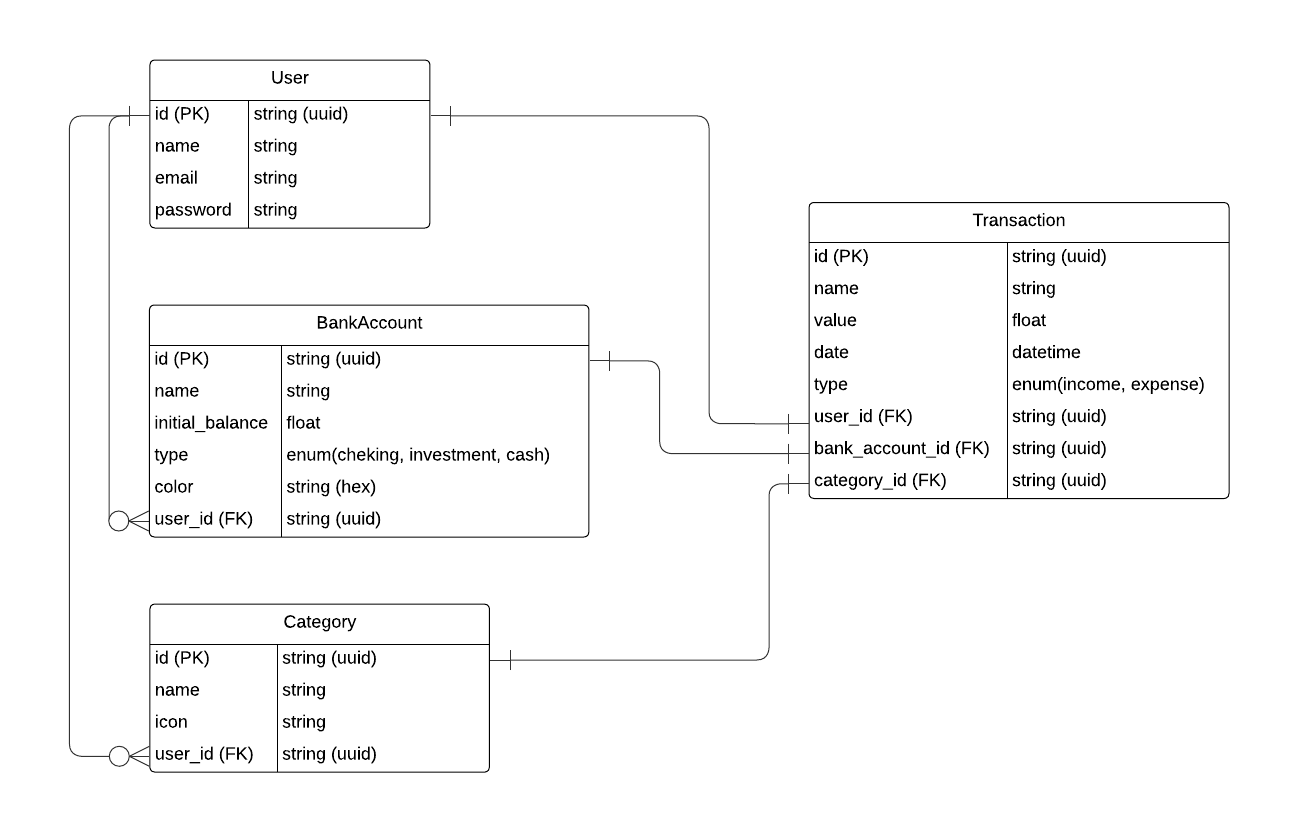 User
id (PK) string (uuid)
name string
email string
password string
BankAccount
id (PK) string (uuid)
name string
initial_balance float
type enum(cheking, investment, cash)
color string (hex)
user_id (FK) string (uuid)
Category
id (PK) string (uuid)
name string
icon string
user_id (FK) string (uuid)
Transaction
id (PK) string (uuid)
name string
value float
date datetime
type enum(income, expense)
user_id (FK) string (uuid)
bank_account_id (FK) string (uuid)
category_id (FK) string (uuid)